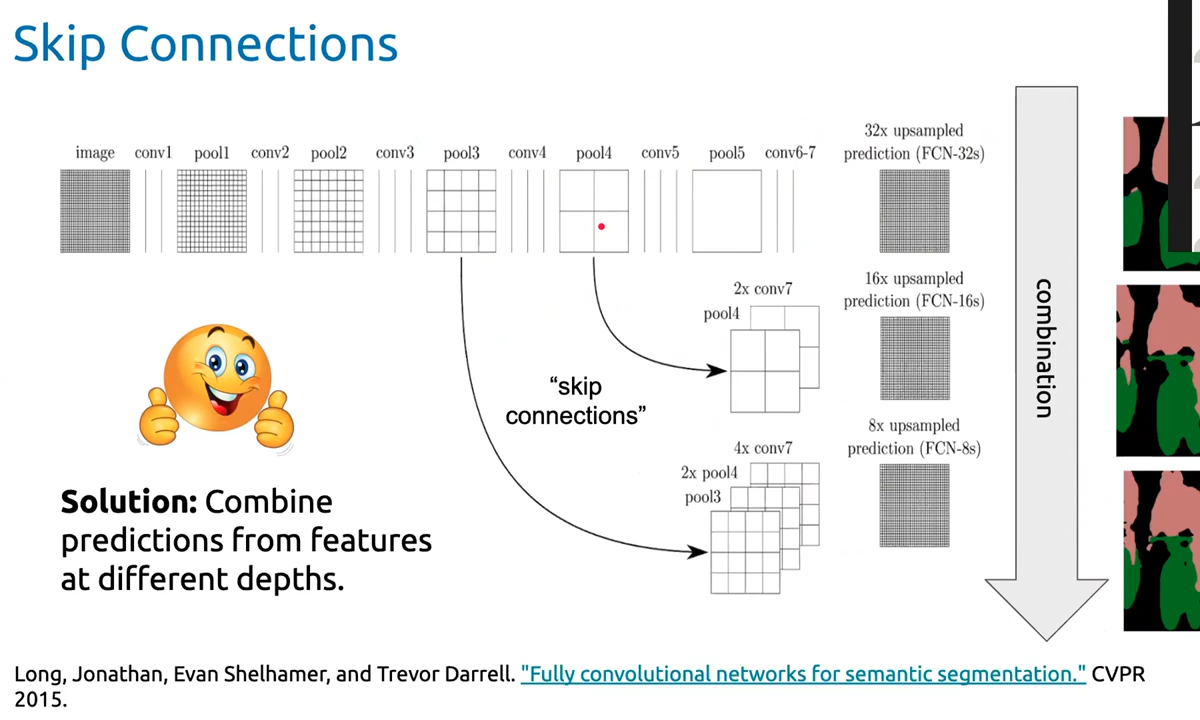 Skip Connections
image conv1 pool1 conv2 pool2 conv3 pool3 conv4 pool4 conv5 pool5 conv6-7
32x upsampled
prediction (FCN-32s)
2x conv7
pool4
16x upsampled
prediction (FCN-16s)
"skip
connections"
4x conv7
2x pool4
pool3
8x upsampled
prediction (FCN-8s)
combination
Solution: Combine
predictions from features
at different depths.
Long, Jonathan, Evan Shelhamer, and Trevor Darrell. "Fully convolutional networks for semantic segmentation." CVPR
2015.